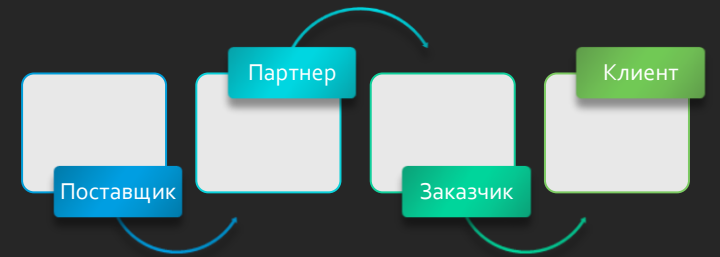 Поставщик
Партнер
Заказчик
Клиент